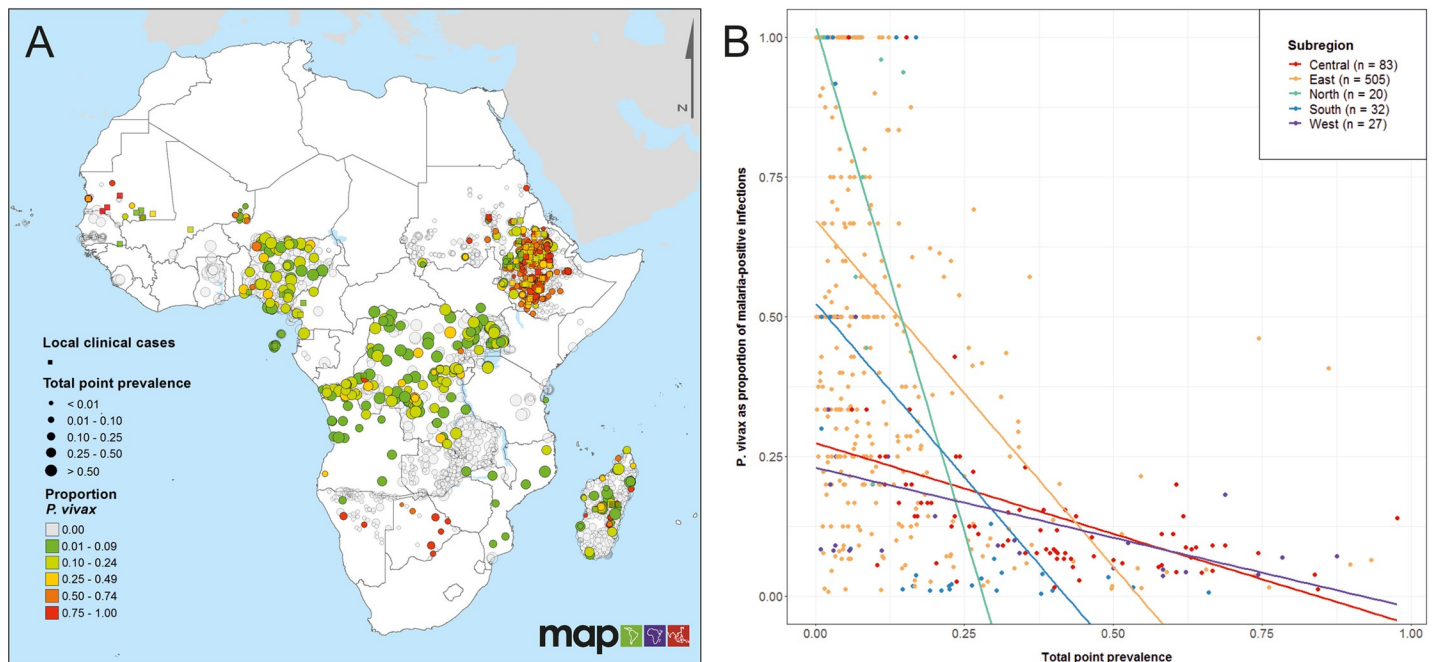 A
N
Local clinical cases
Total point prevalence
< 0.01
0.01 - 0.10
0.10 - 0.25
0.25 - 0.50
> 0.50
Proportion
P. vivax
0.00
0.01 - 0.09
0.10 - 0.24
0.25 - 0.49
0.50 - 0.74
0.75 - 1.00
map
B
P. vivax as proportion of malaria-positive infections
1.00
0.75
0.50
0.25
0.00
Subregion
Central (n = 83)
East (n = 505)
North (n = 20)
South (n = 32)
West (n = 27)
0.00
0.25
0.50
0.75
1.00
Total point prevalence